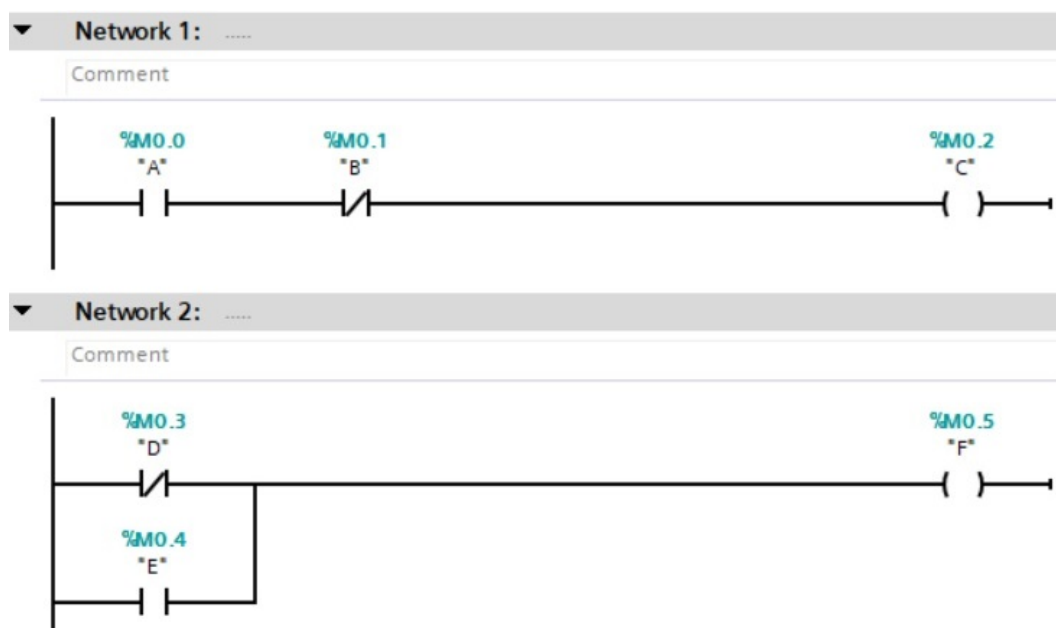 Network 1: .....
Comment
%M0.0 %M0.1 %M0.2
"A" "B" "C"
Network 2: .....
Comment
%M0.3 %M0.5
"D" "F"
%M0.4
"E"